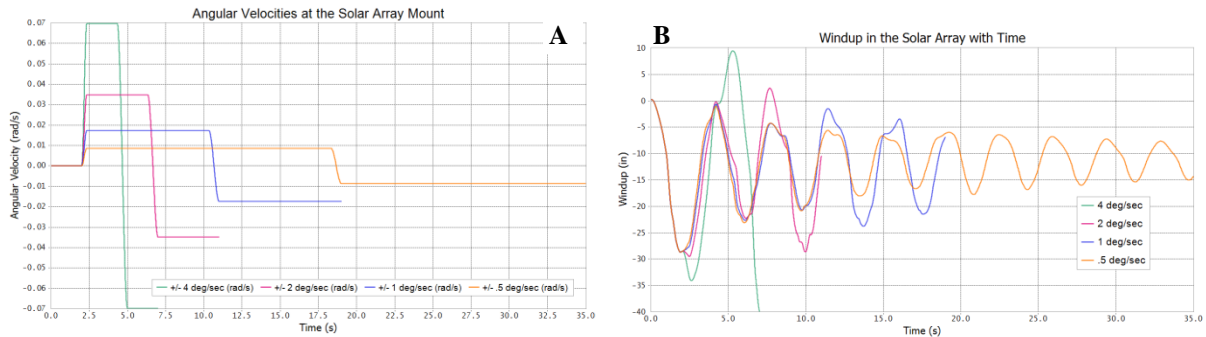 Angular Velocities at the Solar Array Mount
A
Angular Velocity (rad/s)
0.07
0.06
0.05
0.04
0.03
0.02
0.01
0.00
-0.01
-0.02
-0.03
-0.04
-0.05
-0.06
-0.07
+/- 4 deg/sec (rad/s) +/- 2 deg/sec (rad/s) +/- 1 deg/sec (rad/s) +/- .5 deg/sec (rad/s)
0.0 2.5 5.0 7.5 10.0 12.5 15.0 17.5 20.0 22.5 25.0 27.5 30.0 32.5 35.0
Time (s)
B
Windup in the Solar Array with Time
Windup (in)
10
5
0
-5
-10
-15
-20
-25
-30
-35
-40
4 deg/sec
2 deg/sec
1 deg/sec
.5 deg/sec
0.0 5.0 10.0 15.0 20.0 25.0 30.0 35.0
Time (s)